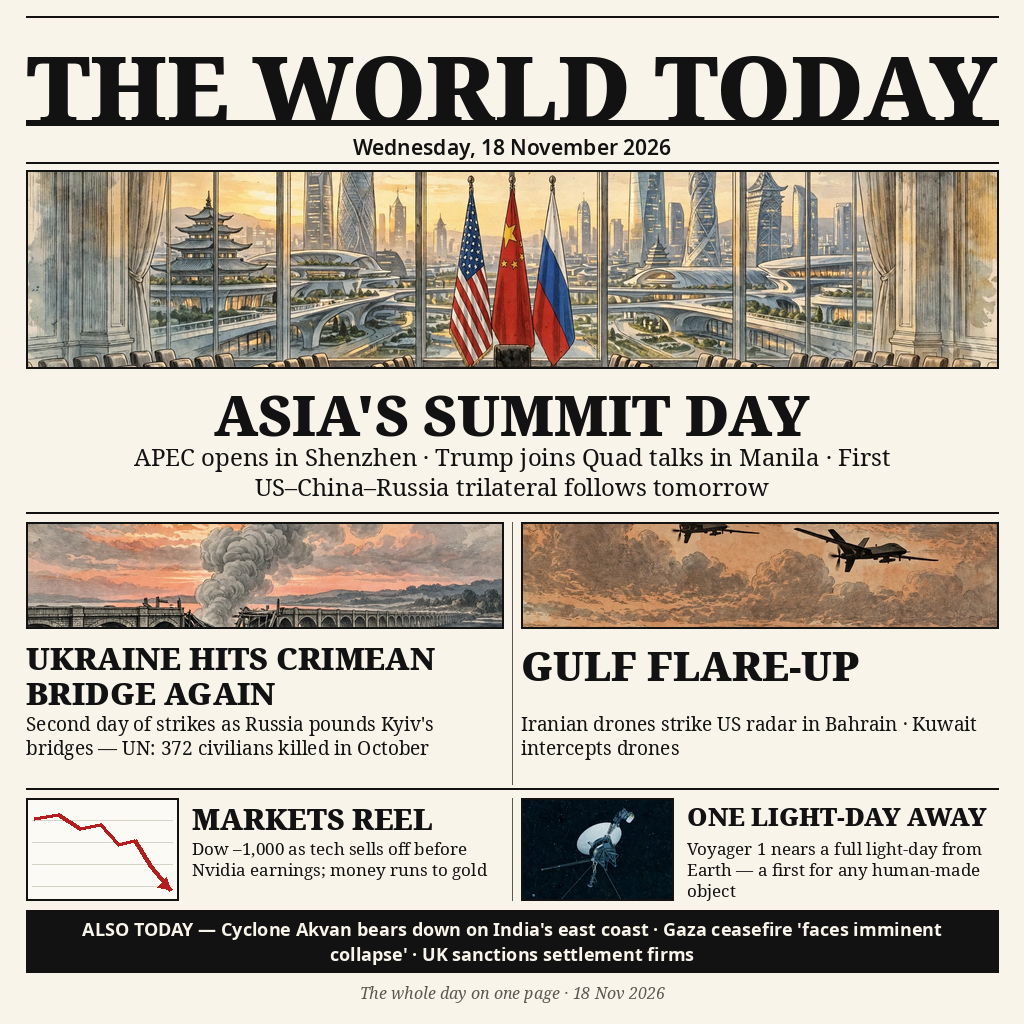 THE WORLD TODAY
Wednesday, 18 November 2026
ASIA'S SUMMIT DAY
APEC opens in Shenzhen · Trump joins Quad talks in Manila · First
US–China–Russia trilateral follows tomorrow
UKRAINE HITS CRIMEAN
BRIDGE AGAIN
Second day of strikes as Russia pounds Kyiv's
bridges — UN: 372 civilians killed in October
GULF FLARE-UP
Iranian drones strike US radar in Bahrain · Kuwait
intercepts drones
MARKETS REEL
Dow –1,000 as tech sells off before
Nvidia earnings; money runs to gold
ONE LIGHT-DAY AWAY
Voyager 1 nears a full light-day from
Earth — a first for any human-made
object
ALSO TODAY — Cyclone Akvan bears down on India's east coast · Gaza ceasefire 'faces imminent
collapse' · UK sanctions settlement firms
The whole day on one page · 18 Nov 2026